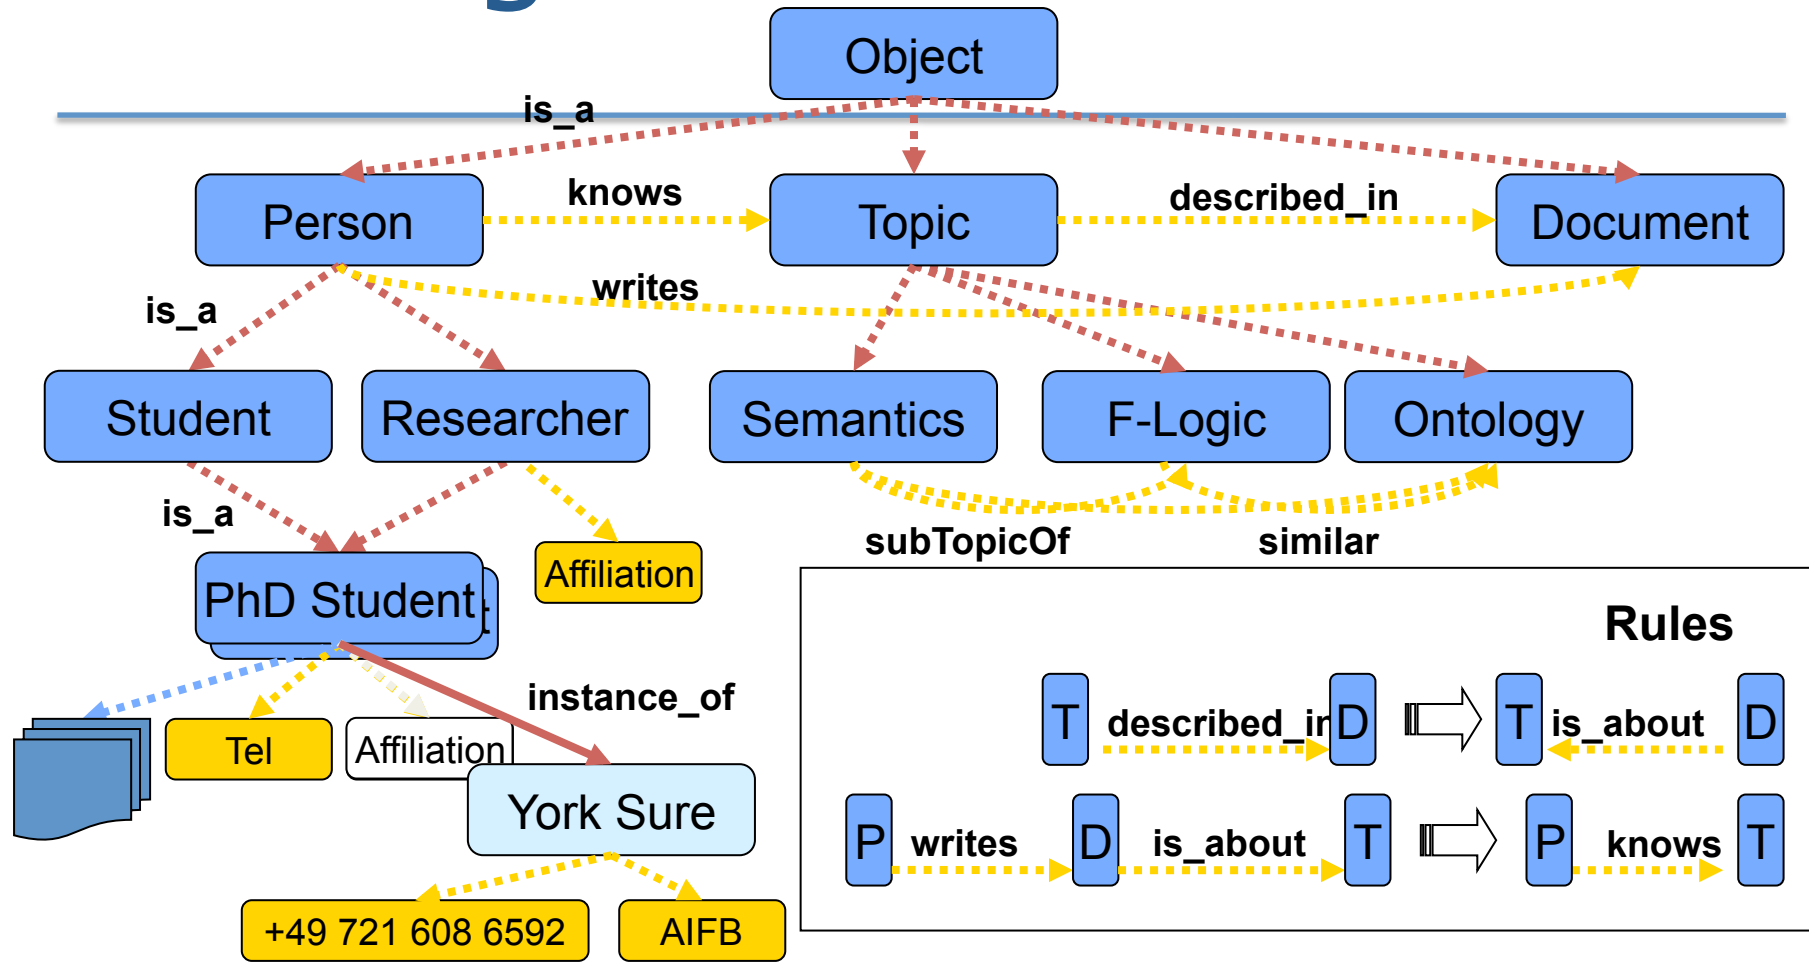 Object
is_a
Person
knows
Topic
described_in
Document
writes
is_a
Student
Researcher
Semantics
F-Logic
Ontology
is_a
subTopicOf
similar
PhD Student
Affiliation
Rules
instance_of
T
described_in
D
T
is_about
D
Tel
Affiliation
York Sure
P
writes
D
is_about
T
P
knows
T
+49 721 608 6592
AIFB